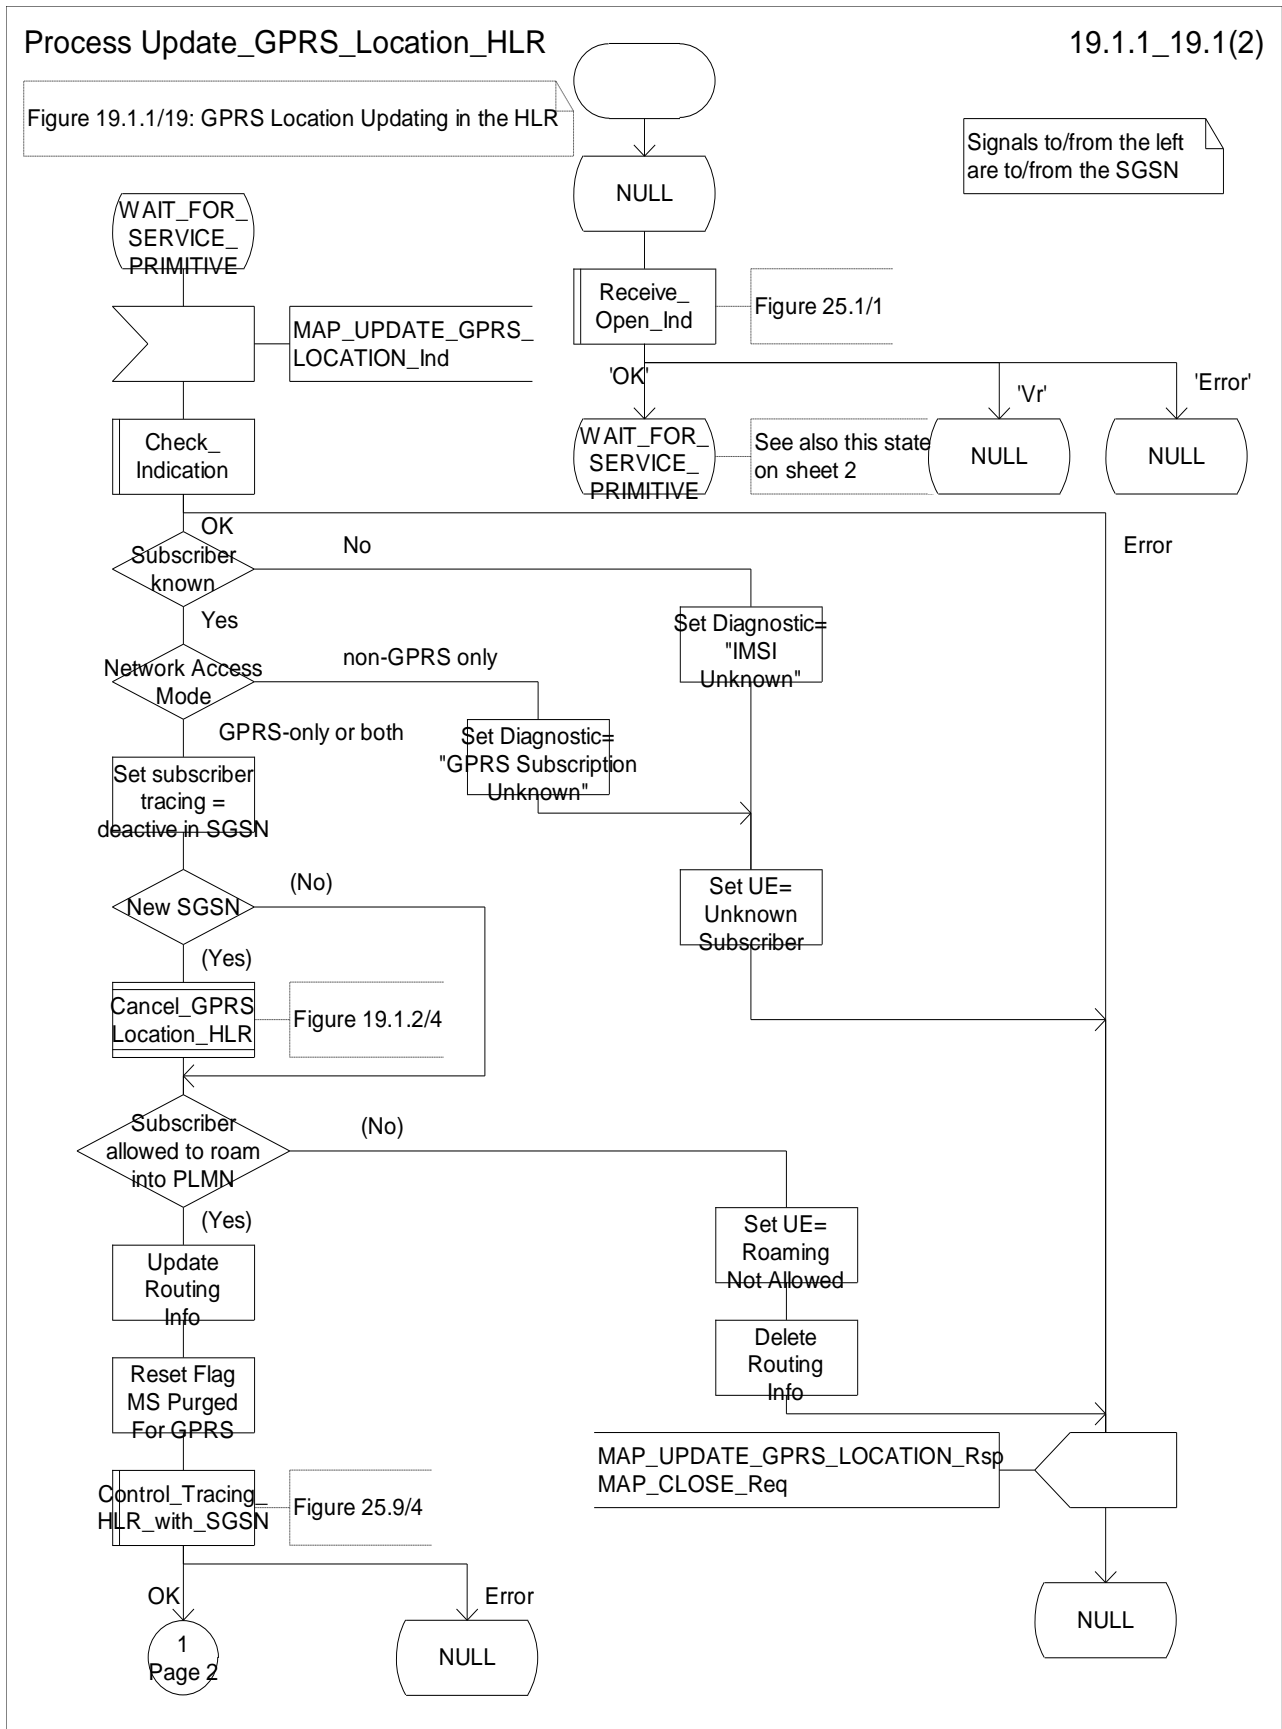 Process Update_GPRS_Location_HLR
19.1.1_19.1(2)
Figure 19.1.1/19: GPRS Location Updating in the HLR
Signals to/from the left
are to/from the SGSN
NULL
WAIT_FOR_
SERVICE_
PRIMITIVE
Receive_
Open_Ind
Figure 25.1/1
MAP_UPDATE_GPRS_
LOCATION_Ind
'OK'
'Vr'
'Error'
Check_
Indication
WAIT_FOR_
SERVICE_
PRIMITIVE
See also this state
on sheet 2
NULL
NULL
OK
Error
Subscriber
known
No
Yes
Set Diagnostic=
"IMSI
Unknown"
Network Access
Mode
non-GPRS only
GPRS-only or both
Set Diagnostic=
"GPRS Subscription
Unknown"
Set subscriber
tracing =
deactive in SGSN
New SGSN
(No)
(Yes)
Set UE=
Unknown
Subscriber
Cancel_GPRS
Location_HLR
Figure 19.1.2/4
Subscriber
allowed to roam
into PLMN
(No)
(Yes)
Set UE=
Roaming
Not Allowed
Update
Routing
Info
Delete
Routing
Info
Reset Flag
MS Purged
For GPRS
MAP_UPDATE_GPRS_LOCATION_Rsp
MAP_CLOSE_Req
Control_Tracing_
HLR_with_SGSN
Figure 25.9/4
OK
Error
1
Page 2
NULL
NULL